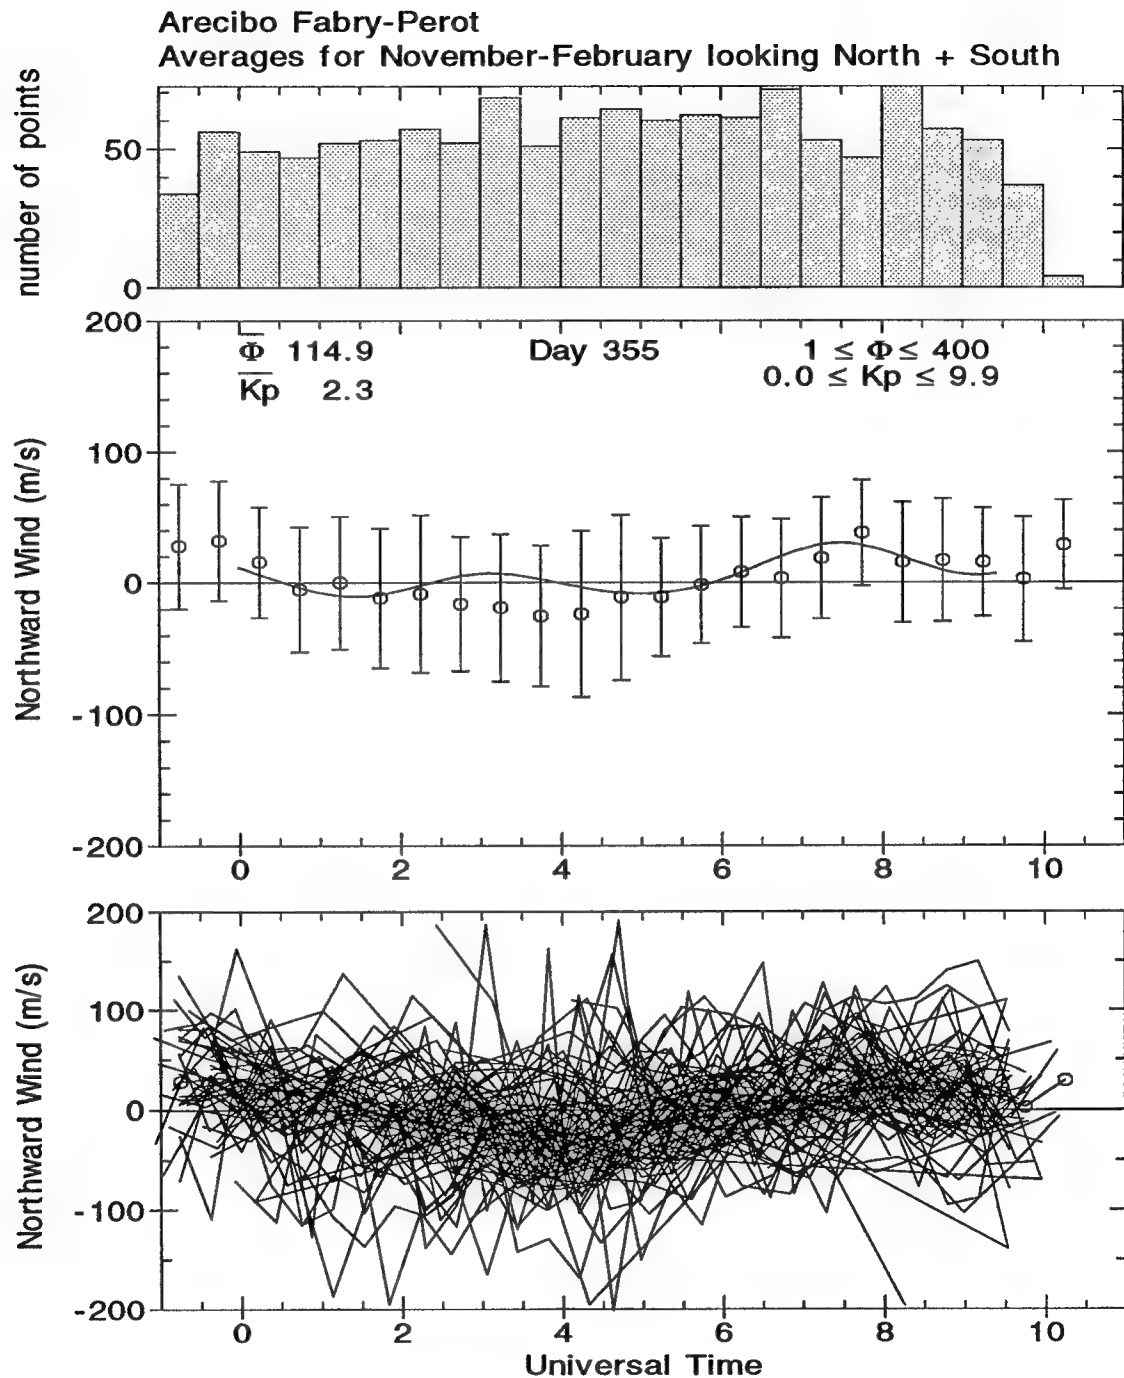 Arecibo Fabry-Perot
Averages for November-February looking North + South
number of points
50
0
200
100
0
-100
-200
Northward Wind (m/s)
Φ 114.9
Kp 2.3
Day 355
1 ≤ Φ ≤ 400
0.0 ≤ Kp ≤ 9.9
0 2 4 6 8 10
200
100
0
-100
-200
Northward Wind (m/s)
0 2 4 6 8 10
Universal Time